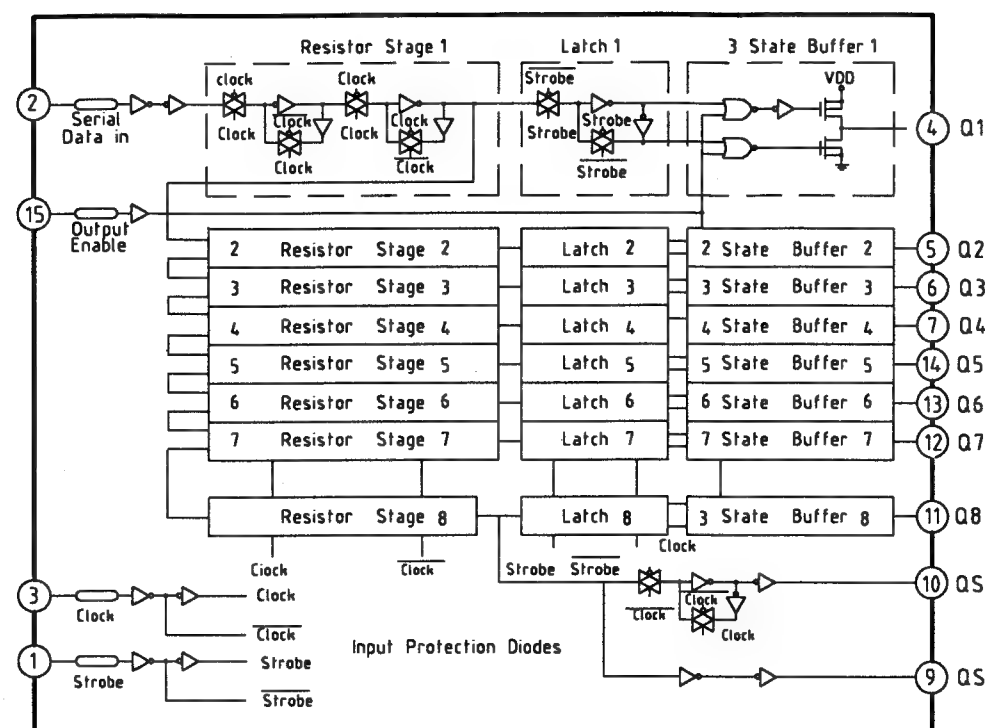 Resistor Stage 1 Latch 1 3 State Buffer 1
clock Clock Strobe VDD
2 Serial Data in Clock Clock Clock Clock Strobe Strobe 4 Q1
Clock Clock Strobe
15 Output Enable
2 Resistor Stage 2 Latch 2 2 State Buffer 2 5 Q2
3 Resistor Stage 3 Latch 3 3 State Buffer 3 6 Q3
4 Resistor Stage 4 Latch 4 4 State Buffer 4 7 Q4
5 Resistor Stage 5 Latch 5 5 State Buffer 5 14 Q5
6 Resistor Stage 6 Latch 6 6 State Buffer 6 13 Q6
7 Resistor Stage 7 Latch 7 7 State Buffer 7 12 Q7
Resistor Stage 8 Latch 8 3 State Buffer 8 11 Q8
Clock
Clock Clock Strobe Strobe 10 QS
3 Clock Clock Clock Clock
Clock Clock
1 Strobe Strobe Input Protection Diodes 9 QS
Strobe